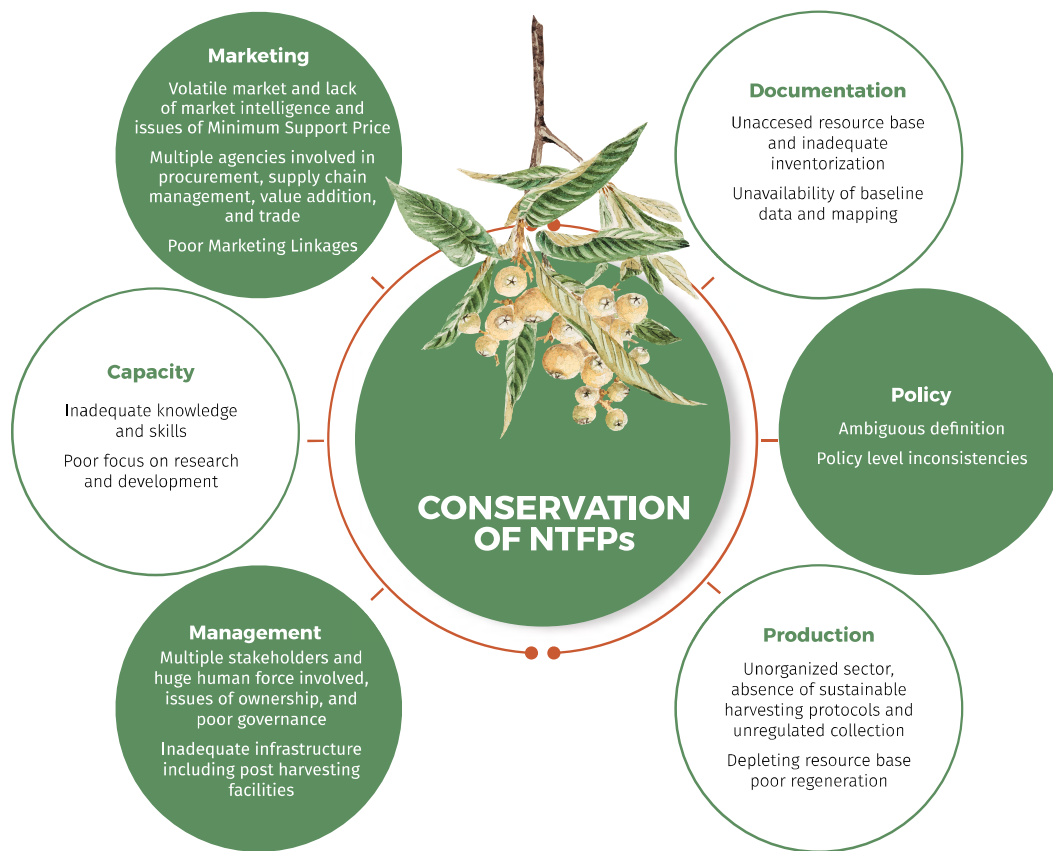 Marketing
Volatile market and lack
of market intelligence and
issues of Minimum Support Price
Multiple agencies involved in
procurement, supply chain
management, value addition,
and trade
Poor Marketing Linkages
Documentation
Unaccesed resource base
and inadequate
inventorization
Unavailability of baseline
data and mapping
Capacity
Inadequate knowledge
and skills
Poor focus on research
and development
Policy
Ambiguous definition
Policy level inconsistencies
CONSERVATION
OF NTFPs
Management
Multiple stakeholders and
huge human force involved,
issues of ownership, and
poor governance
Inadequate infrastructure
including post harvesting
facilities
Production
Unorganized sector,
absence of sustainable
harvesting protocols and
unregulated collection
Depleting resource base
poor regeneration